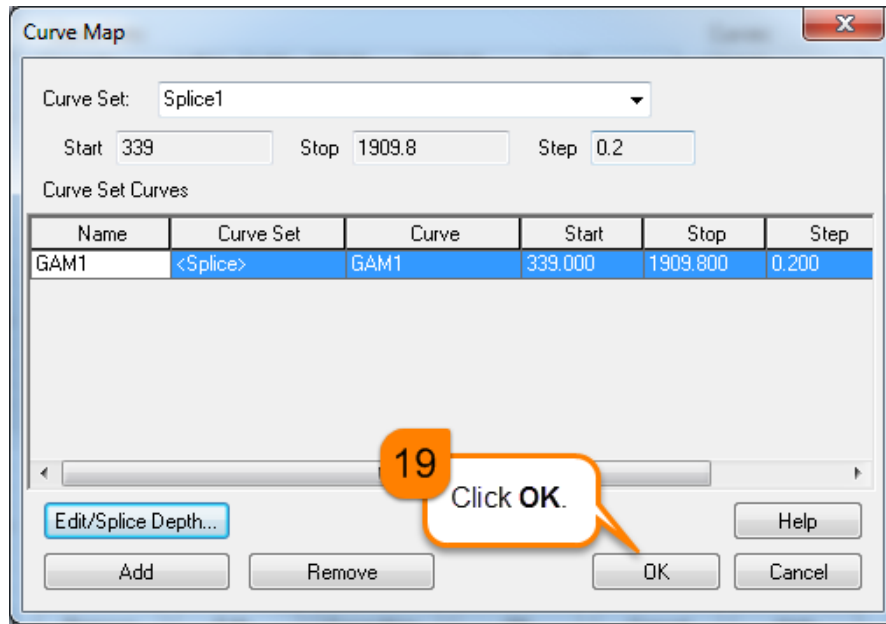 Curve Map
Curve Set: Splice1
Start 339 Stop 1909.8 Step 0.2
Curve Set Curves
Name Curve Set Curve Start Stop Step
GAM1 <Splice> GAM1 339.000 1909.800 0.200
19
Click OK.
Edit/Splice Depth... Help
Add Remove OK Cancel